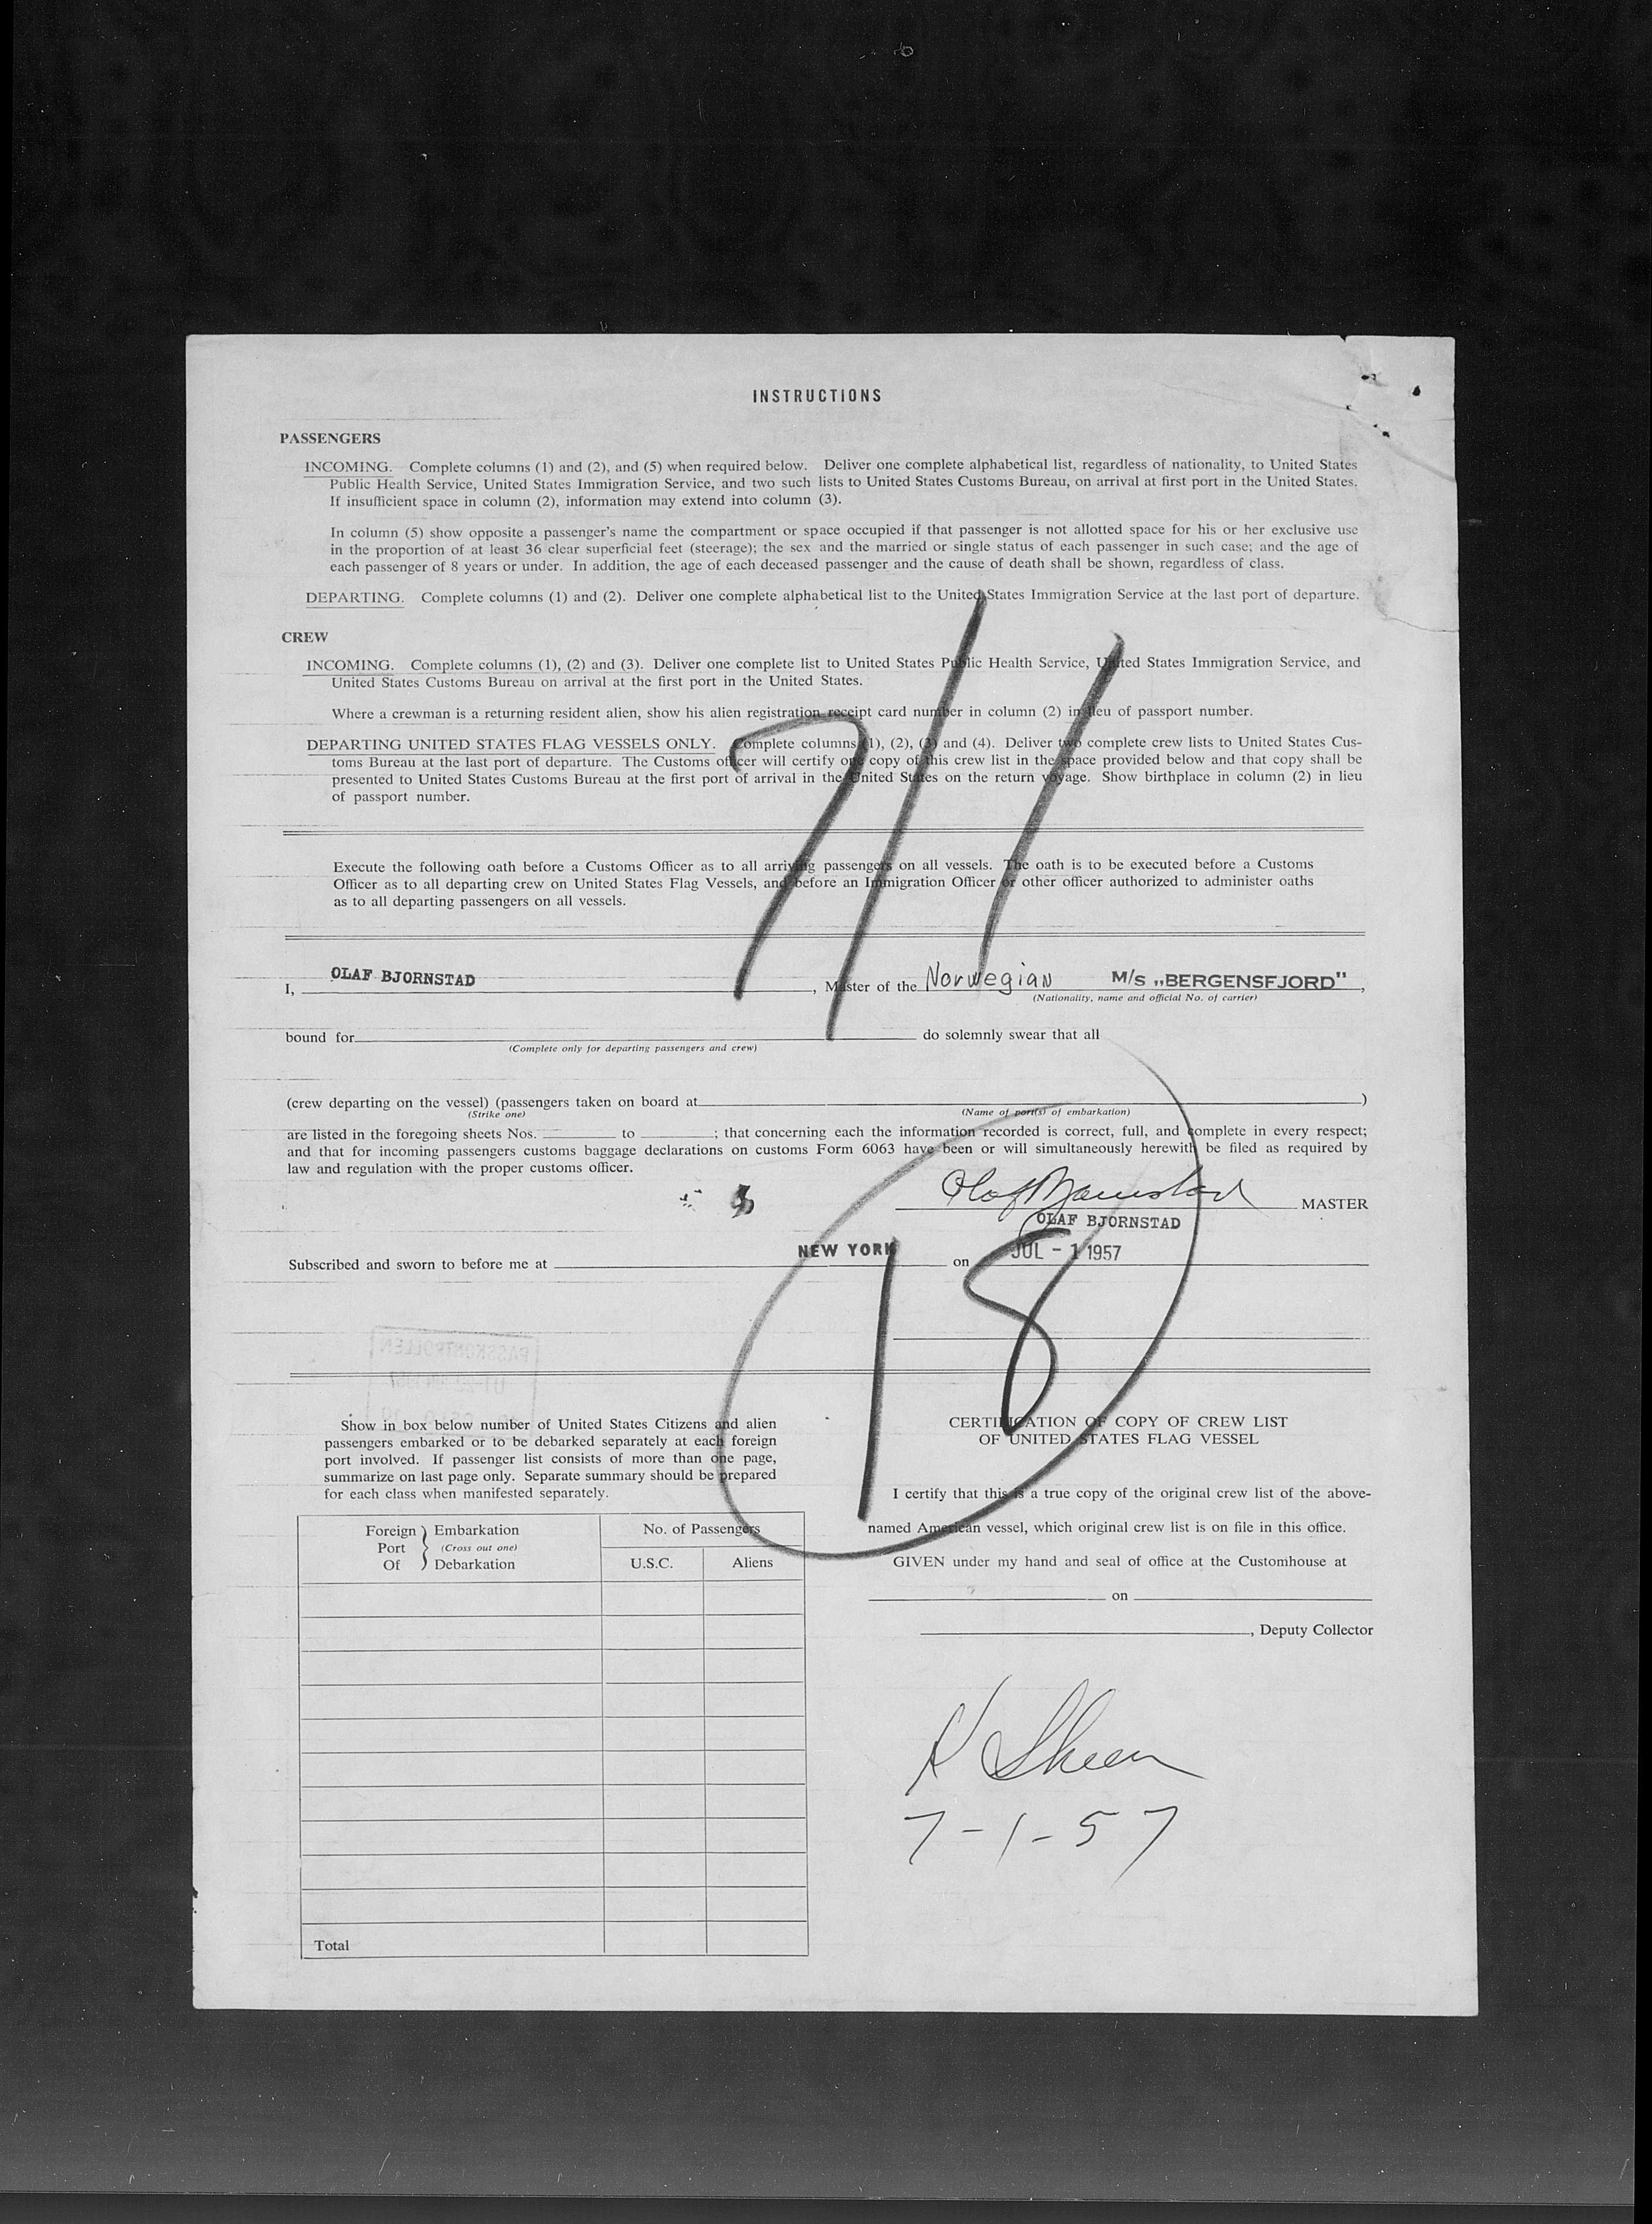 INSTRUCTIONS
PASSENGERS
INCOMING. Complete columns (1) and (2), and (5) when required below. Deliver one complete alphabetical list, regardless of nationality, to United States
Public Health Service, United States Immigration Service, and two such lists to United States Customs Bureau, on arrival at first port in the United States.
If insufficient space in column (2), information may extend into column (3).
In column (5) show opposite a passenger's name the compartment or space occupied if that passenger is not allotted space for his or her exclusive use
in the proportion of at least 36 clear superficial feet (steerage); the sex and the married or single status of each passenger in such case; and the age of
each passenger of 8 years or under. In addition, the age of each deceased passenger and the cause of death shall be shown, regardless of class.
DEPARTING. Complete columns (1) and (2). Deliver one complete alphabetical list to the United States Immigration Service at the last port of departure.
CREW
INCOMING. Complete columns (1), (2) and (3). Deliver one complete list to United States Public Health Service, United States Immigration Service, and
United States Customs Bureau on arrival at the first port in the United States.
Where a crewman is a returning resident alien, show his alien registration receipt card number in column (2) in lieu of passport number.
DEPARTING UNITED STATES FLAG VESSELS ONLY. Complete columns (1), (2), (3) and (4). Deliver two complete crew lists to United States Cus-
toms Bureau at the last port of departure. The Customs officer will certify one copy of this crew list in the space provided below and that copy shall be
presented to United States Customs Bureau at the first port of arrival in the United States on the return voyage. Show birthplace in column (2) in lieu
of passport number.
7/1
Execute the following oath before a Customs Officer as to all arriving passengers on all vessels. The oath is to be executed before a Customs
Officer as to all departing crew on United States Flag Vessels, and before an Immigration Officer or other officer authorized to administer oaths
as to all departing passengers on all vessels.
I, OLAF BJORNSTAD, Master of the Norwegian M/s „BERGENSFJORD",
(Nationality, name and official No. of carrier)
bound for do solemnly swear that all
(Complete only for departing passengers and crew)
(crew departing on the vessel) (passengers taken on board at )
(Strike one) (Name of port(s) of embarkation)
are listed in the foregoing sheets Nos. to ; that concerning each the information recorded is correct, full, and complete in every respect;
and that for incoming passengers customs baggage declarations on customs Form 6063 have been or will simultaneously herewith be filed as required by
law and regulation with the proper customs officer.
Olaf Bjornstad MASTER
OLAF BJORNSTAD
Subscribed and sworn to before me at NEW YORK on JUL - 1 1957
18
PASSKONTROLLEN
Show in box below number of United States Citizens and alien
passengers embarked or to be debarked separately at each foreign
port involved. If passenger list consists of more than one page,
summarize on last page only. Separate summary should be prepared
for each class when manifested separately.
Foreign Port Of } Embarkation (Cross out one) Debarkation
No. of Passengers
U.S.C. Aliens
Total
CERTIFICATION OF COPY OF CREW LIST
OF UNITED STATES FLAG VESSEL
I certify that this is a true copy of the original crew list of the above-
named American vessel, which original crew list is on file in this office.
GIVEN under my hand and seal of office at the Customhouse at
on
, Deputy Collector
7-1-57